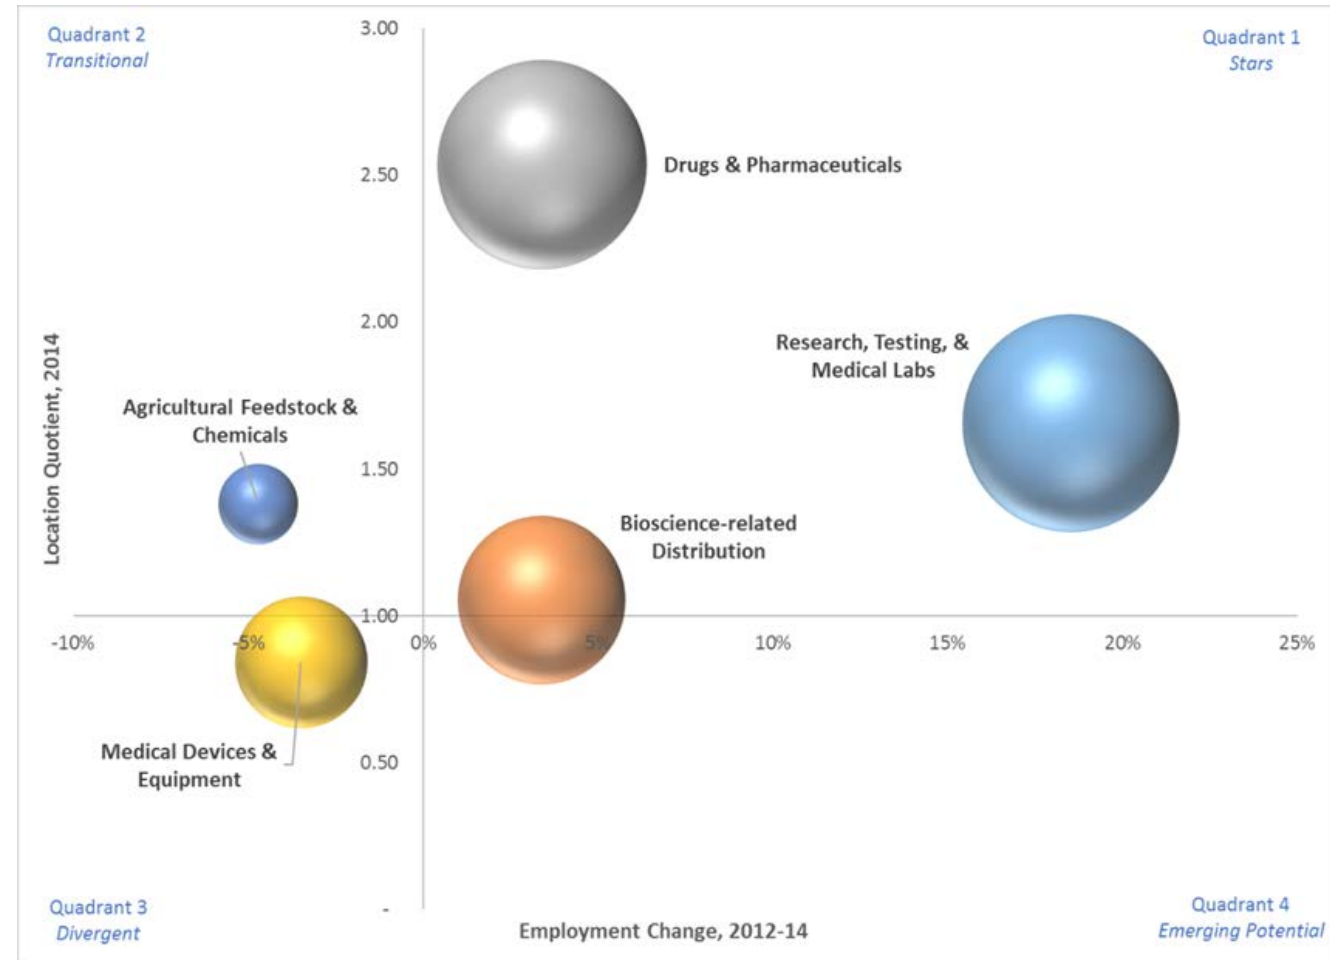 Quadrant 2
Transitional
3.00
Quadrant 1
Stars
Drugs & Pharmaceuticals
2.50
2.00
Research, Testing, &
Medical Labs
Location Quotient, 2014
Agricultural Feedstock &
Chemicals
1.50
Bioscience-related
Distribution
1.00
-10%
-5%
0%
5%
10%
15%
20%
25%
Medical Devices &
Equipment
0.50
Quadrant 3
Divergent
-
Employment Change, 2012-14
Quadrant 4
Emerging Potential